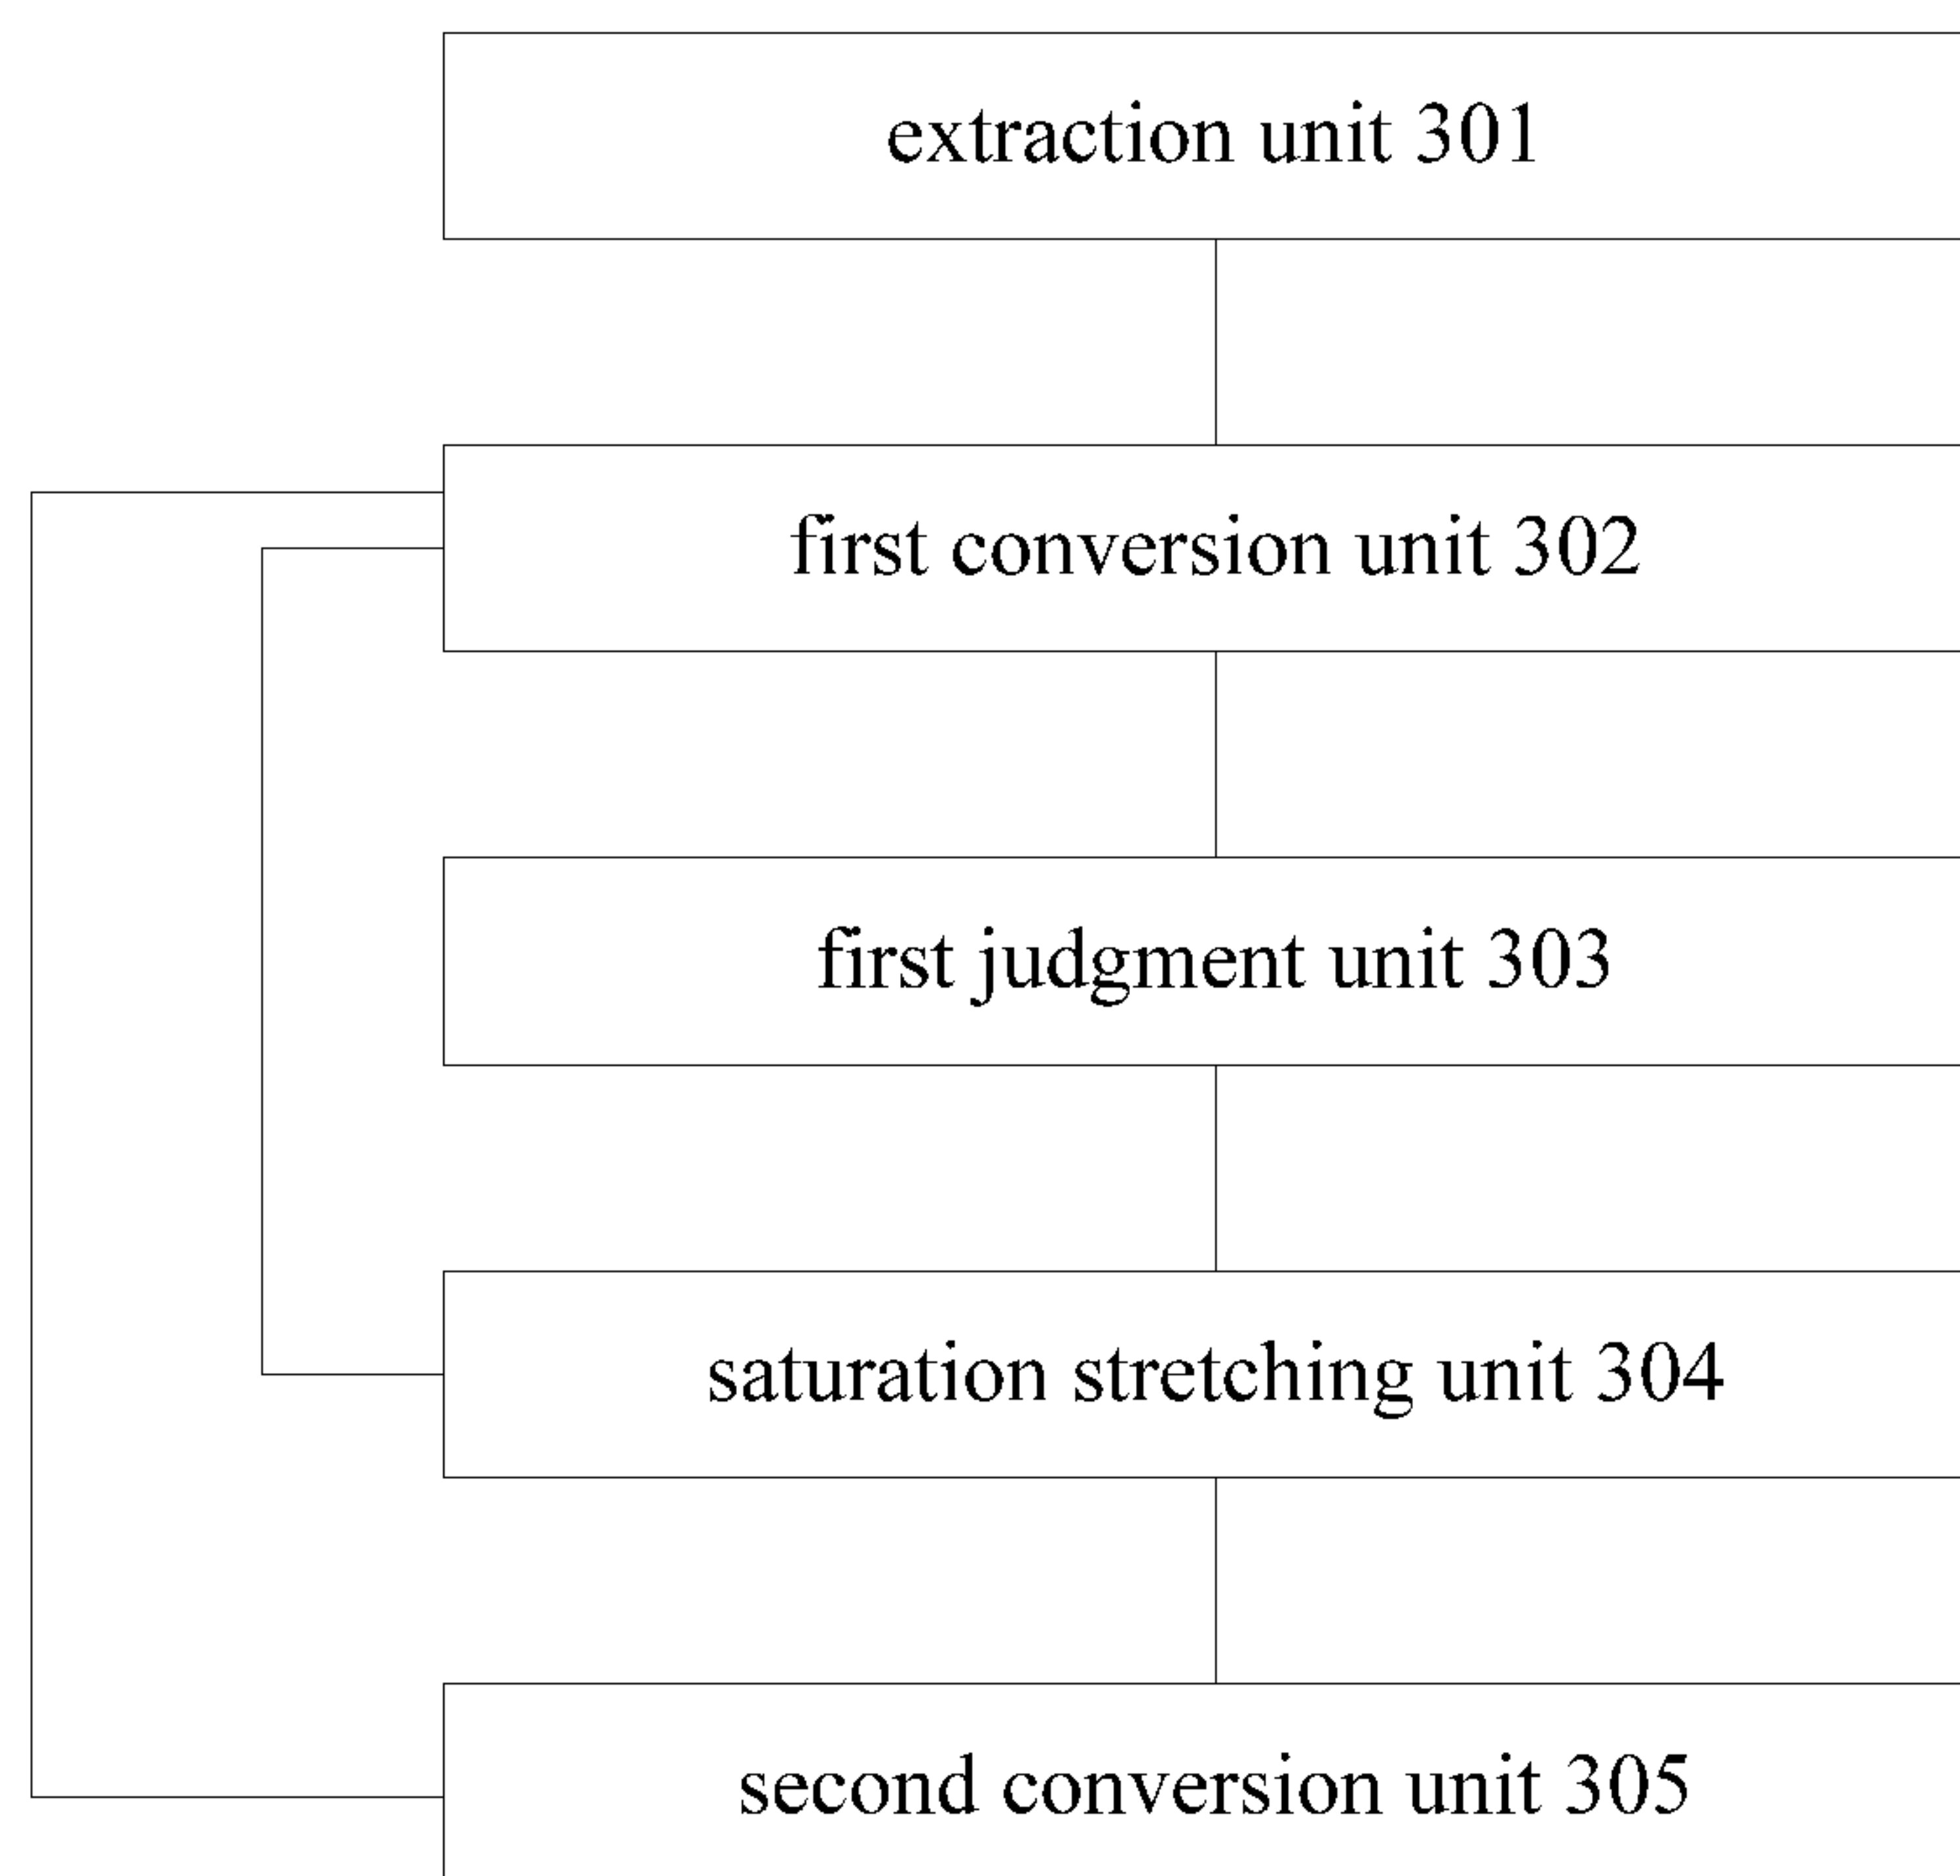 extraction unit 301
first conversion unit 302
first judgment unit 303
saturation stretching unit 304
second conversion unit 305